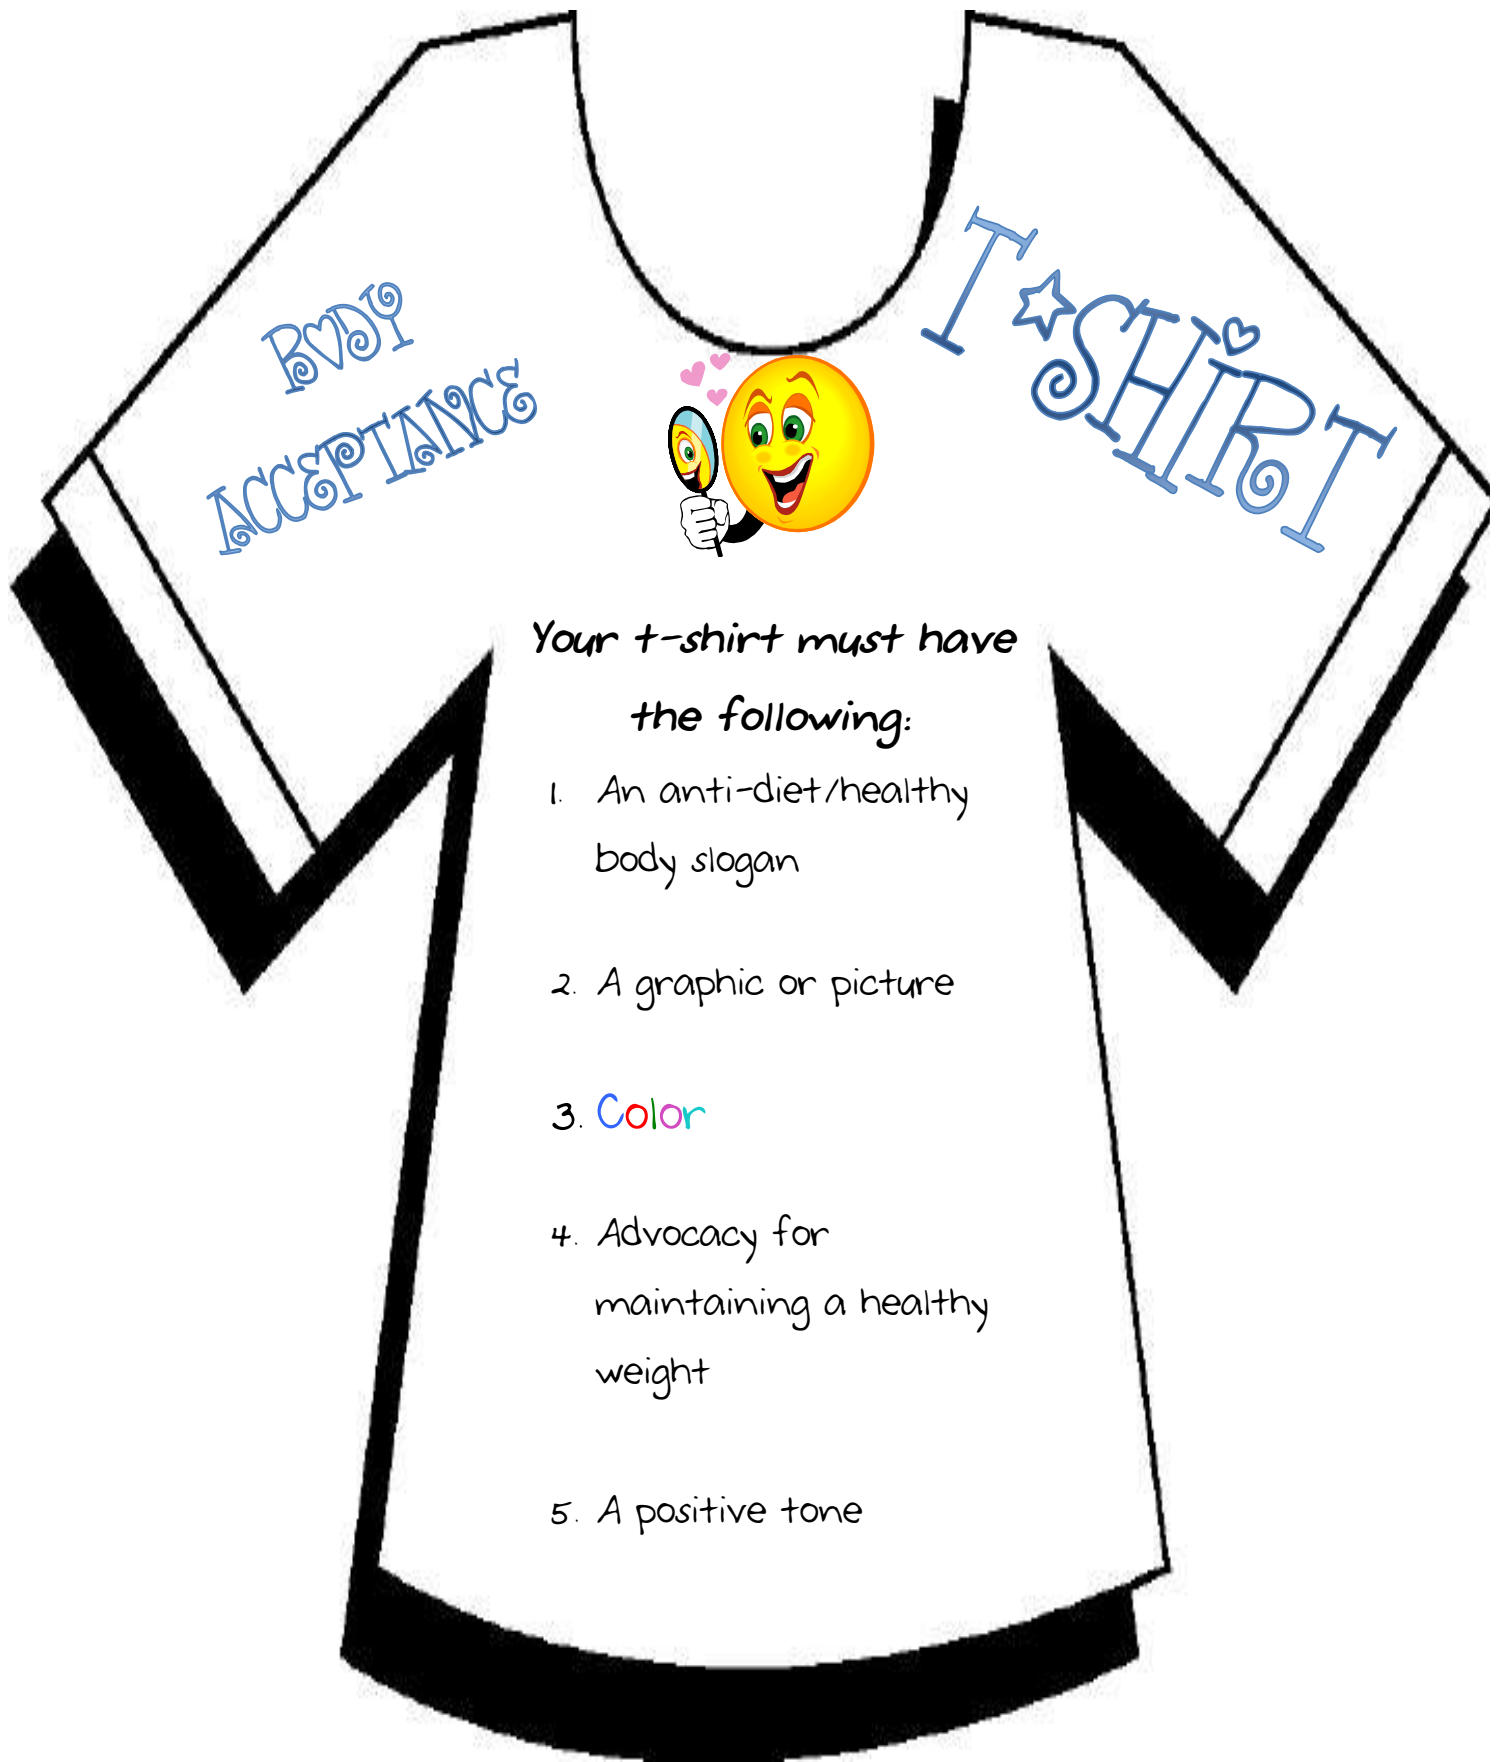 BODY
ACCEPTANCE
T SHIRT
Your t-shirt must have
the following:
1. An anti-diet/healthy
body slogan
2. A graphic or picture
3. Color
4. Advocacy for
maintaining a healthy
weight
5. A positive tone